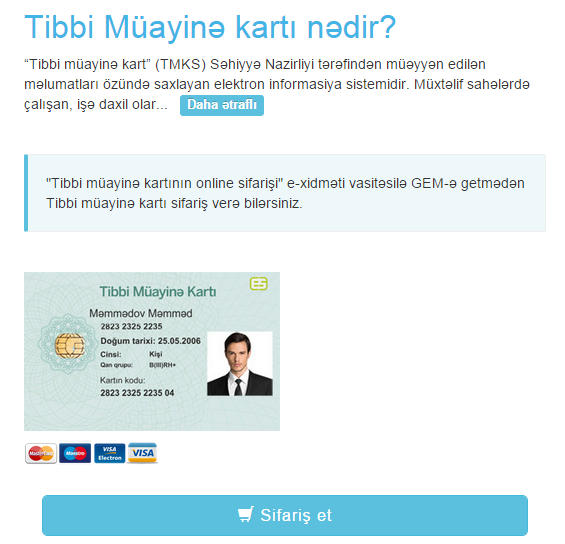 Tibbi Müayinə kartı nədir?
“Tibbi müayinə kart” (TMKS) Səhiyyə Nazirliyi tərəfindən müəyyən edilən
məlumatları özündə saxlayan elektron informasiya sistemidir. Müxtəlif sahələrdə
çalışan, işə daxil olar... Daha ətraflı
"Tibbi müayinə kartının online sifarişi" e-xidməti vasitəsilə GEM-ə getmədən
Tibbi müayinə kartı sifariş verə bilərsiniz.
Tibbi Müayinə Kartı
Məmmədov Məmməd
2823 2325 2235
Doğum tarixi: 25.05.2006
Cinsi: Kişi
Qan qrupu: B(III)RH+
Kartın kodu:
2823 2325 2235 04
MasterCard Maestro VISA Electron VISA
Sifariş et